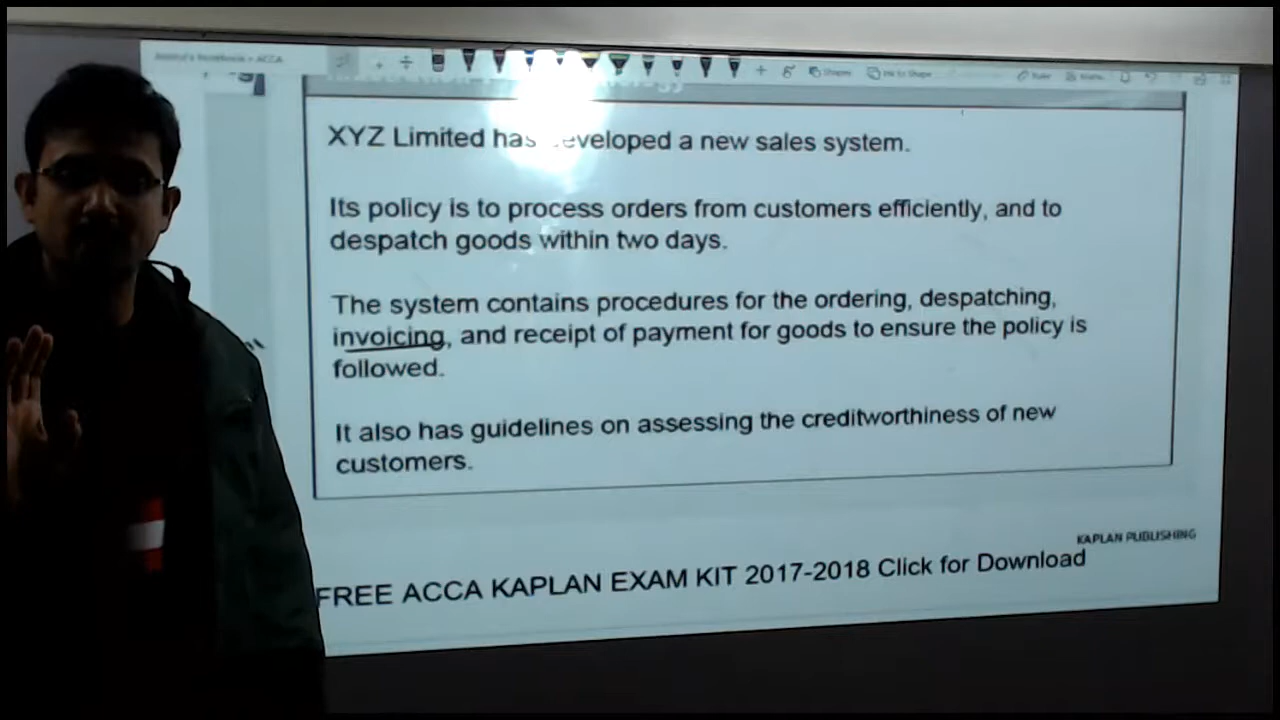 XYZ Limited has developed a new sales system.
Its policy is to process orders from customers efficiently, and to
despatch goods within two days.
The system contains procedures for the ordering, despatching,
invoicing, and receipt of payment for goods to ensure the policy is
followed.
It also has guidelines on assessing the creditworthiness of new
customers.
KAPLAN PUBLISHING
FREE ACCA KAPLAN EXAM KIT 2017-2018 Click for Download